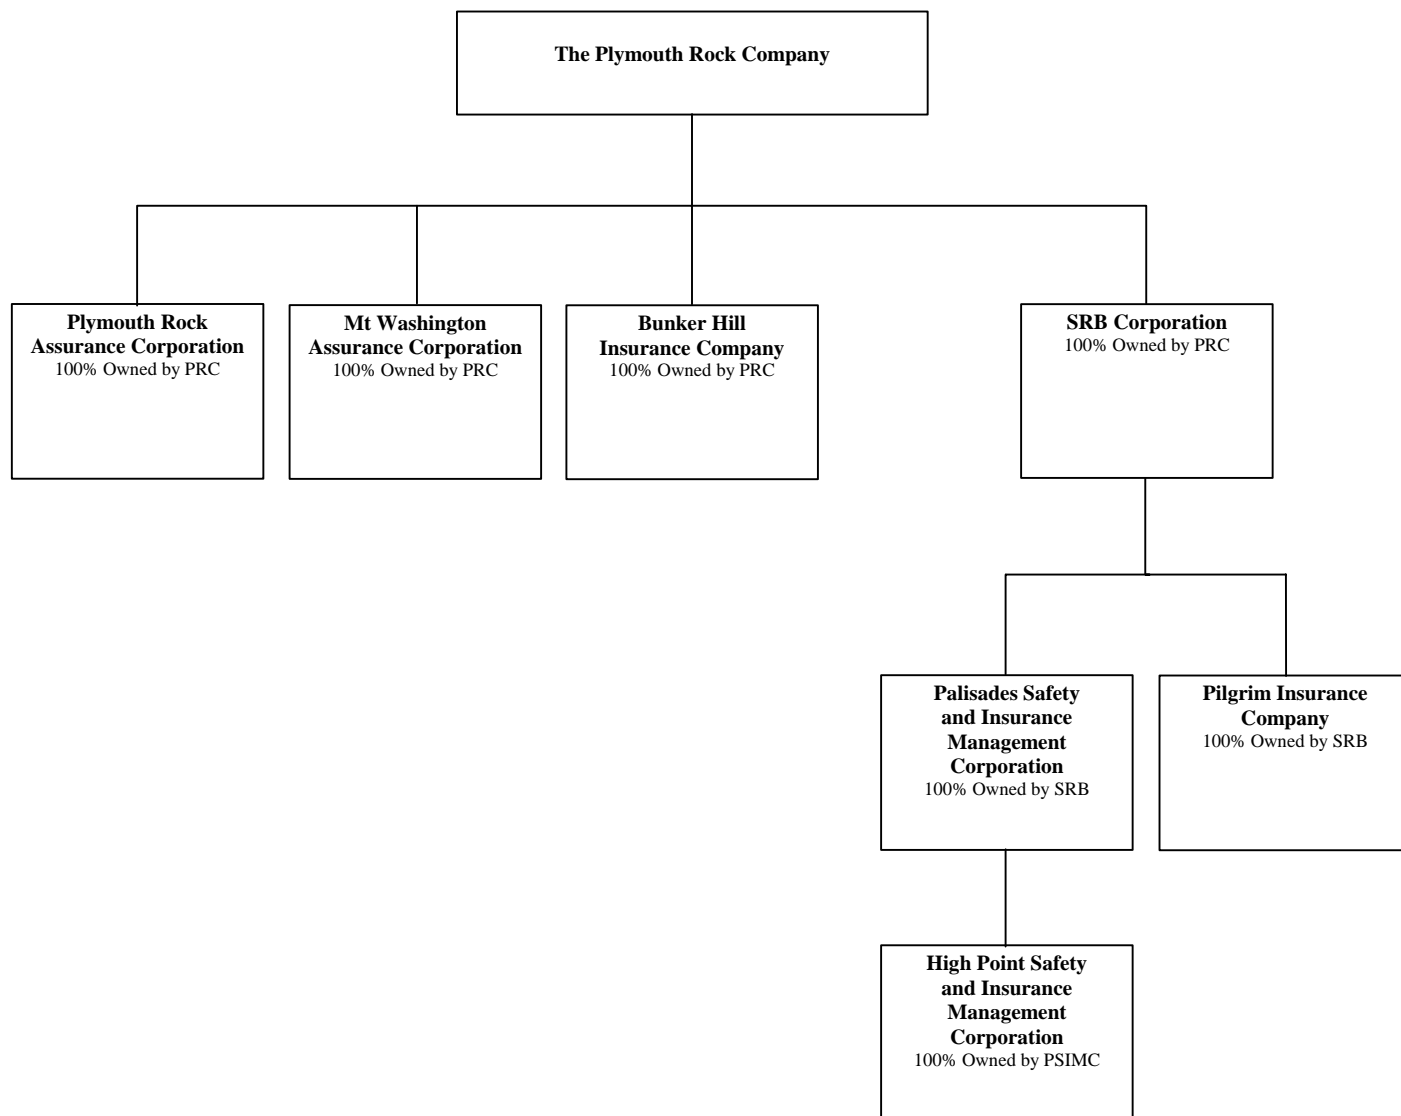 The Plymouth Rock Company
Plymouth Rock
Assurance Corporation
100% Owned by PRC
Mt Washington
Assurance Corporation
100% Owned by PRC
Bunker Hill
Insurance Company
100% Owned by PRC
SRB Corporation
100% Owned by PRC
Palisades Safety
and Insurance
Management
Corporation
100% Owned by SRB
Pilgrim Insurance
Company
100% Owned by SRB
High Point Safety
and Insurance
Management
Corporation
100% Owned by PSIMC